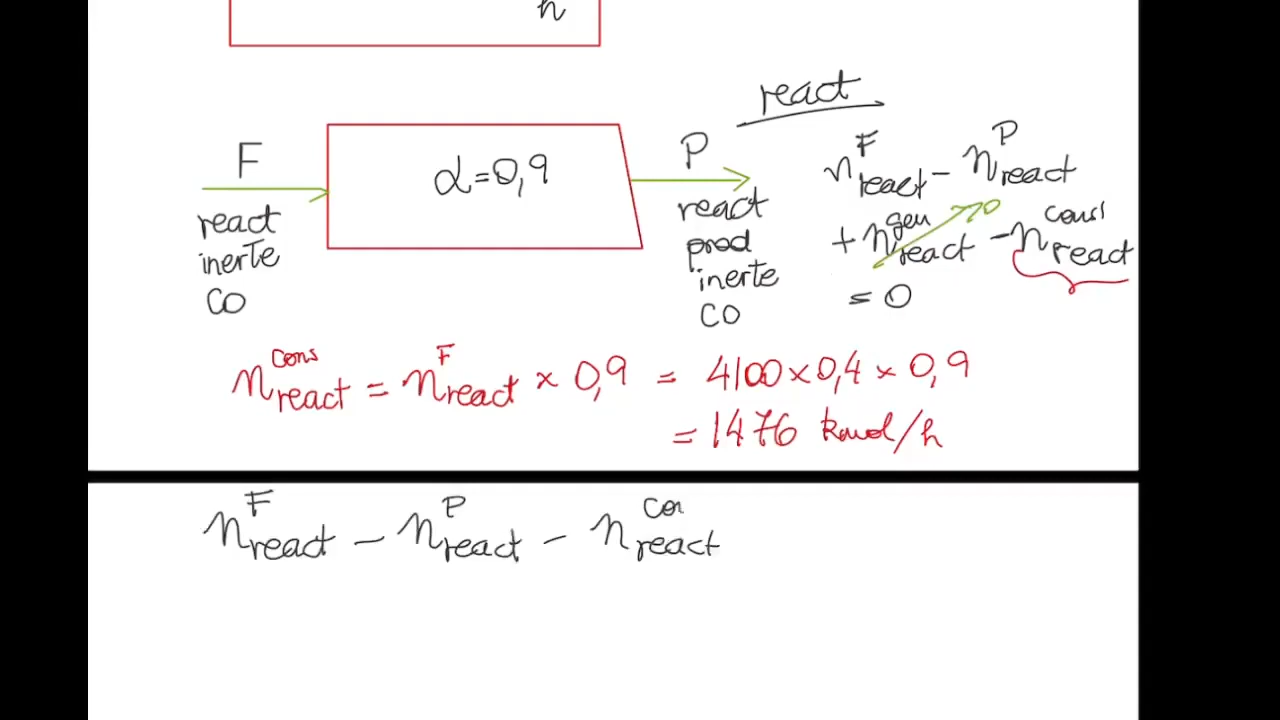 h
react
F
react
inerte
CO
α=0,9
P
react
prod
inerte
CO
n^F_react - n^P_react
+ n^gen_react →0 - n^cons_react
= 0
n^cons_react = n^F_react × 0,9 = 4100×0,4×0,9
= 1476 kmol/h
n^F_react - n^P_react - n^con_react